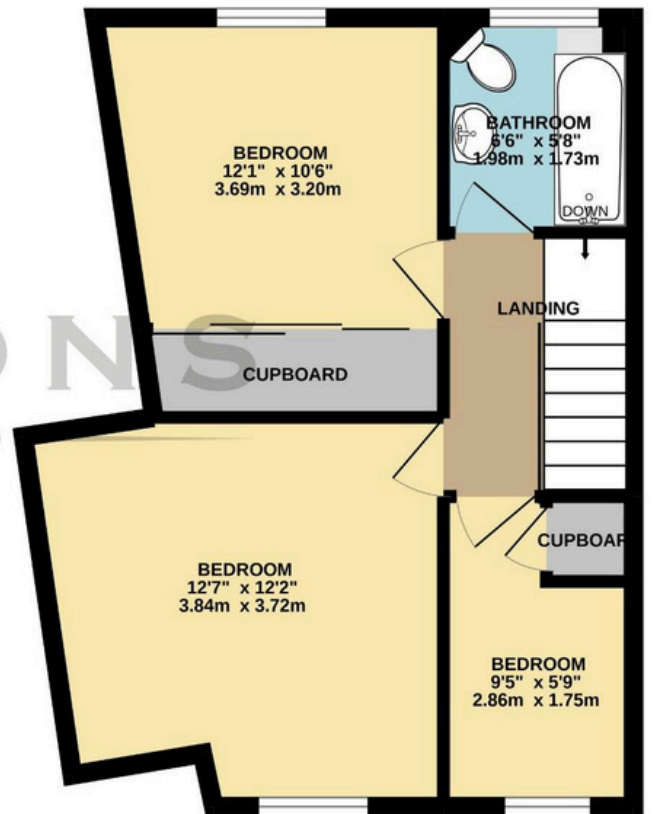 BEDROOM
12'1" x 10'6"
3.69m x 3.20m
BATHROOM
6'6" x 5'8"
1.98m x 1.73m
DOWN
LANDING
ONS
CUPBOARD
BEDROOM
12'7" x 12'2"
3.84m x 3.72m
CUPBOAR
BEDROOM
9'5" x 5'9"
2.86m x 1.75m